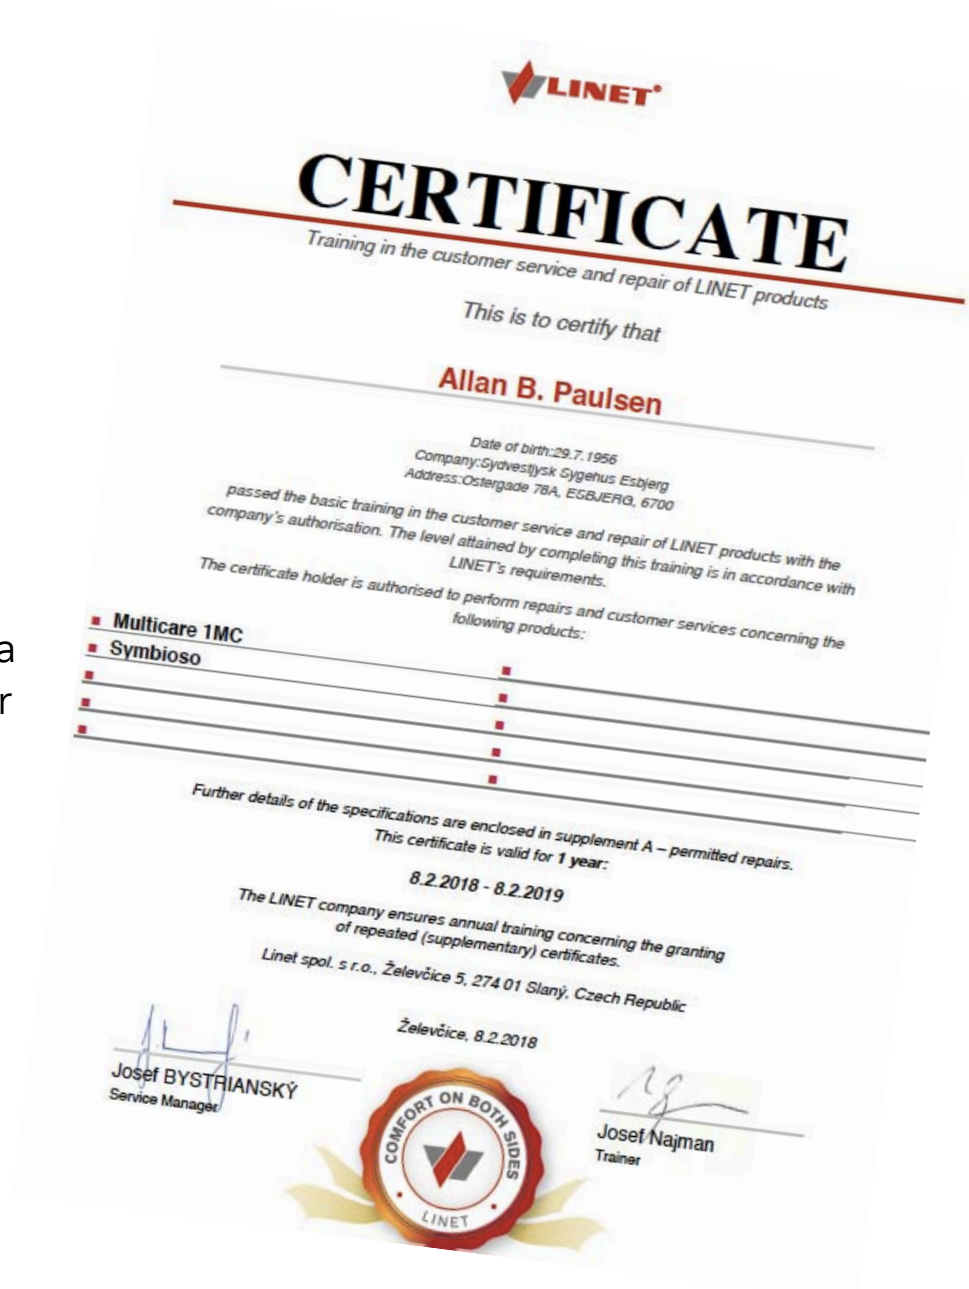 LINET®
CERTIFICATE
Training in the customer service and repair of LINET products
This is to certify that
Allan B. Paulsen
Date of birth:29.7.1956
Company:Sydvestjysk Sygehus Esbjerg
Address:Ostergade 78A, ESBJERG, 6700
passed the basic training in the customer service and repair of LINET products with the
company's authorisation. The level attained by completing this training is in accordance with
LINET's requirements.
The certificate holder is authorised to perform repairs and customer services concerning the
following products:
a
r
Multicare 1MC
Symbioso
Further details of the specifications are enclosed in supplement A – permitted repairs.
This certificate is valid for 1 year:
8.2.2018 - 8.2.2019
The LINET company ensures annual training concerning the granting
of repeated (supplementary) certificates.
Linet spol. s r.o., Želevčice 5, 274 01 Slaný, Czech Republic
Želevčice, 8.2.2018
Josef BYSTRIANSKÝ
Service Manager
COMFORT ON BOTH SIDES
LINET
Josef Najman
Trainer